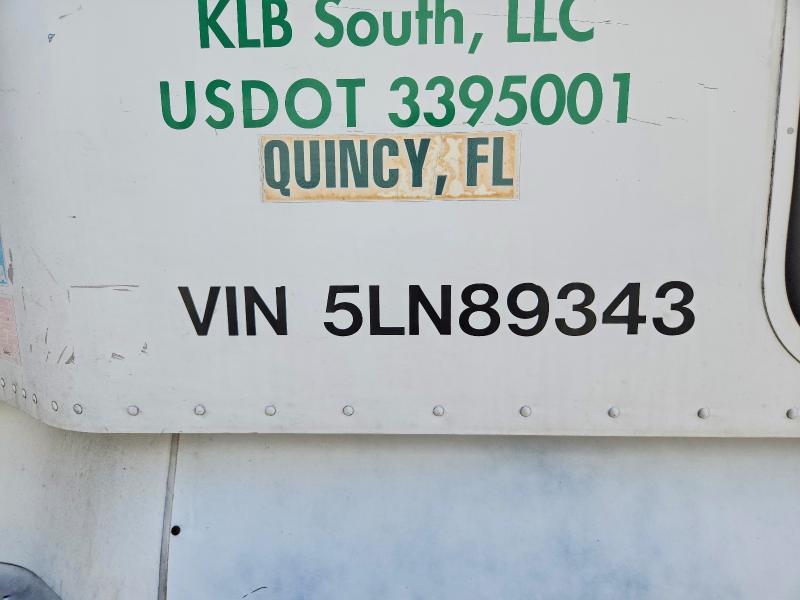 KLB South, LLC
USDOT 3395001
QUINCY, FL
VIN 5LN89343